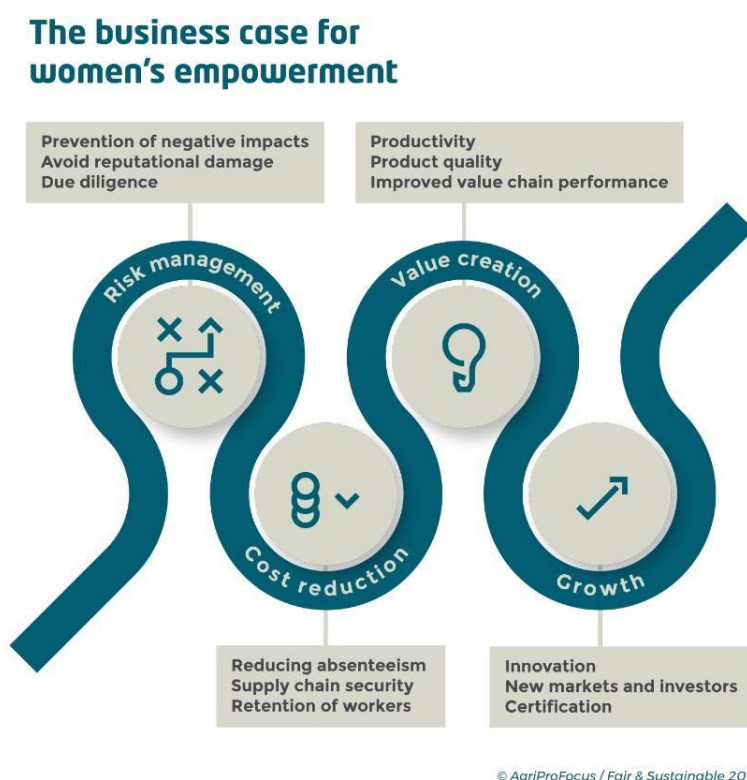 The business case for
women's empowerment
Prevention of negative impacts
Avoid reputational damage
Due diligence
Productivity
Product quality
Improved value chain performance
Risk management
Value creation
Cost reduction
Growth
Reducing absenteeism
Supply chain security
Retention of workers
Innovation
New markets and investors
Certification
© AgriProFocus / Fair & Sustainable 20